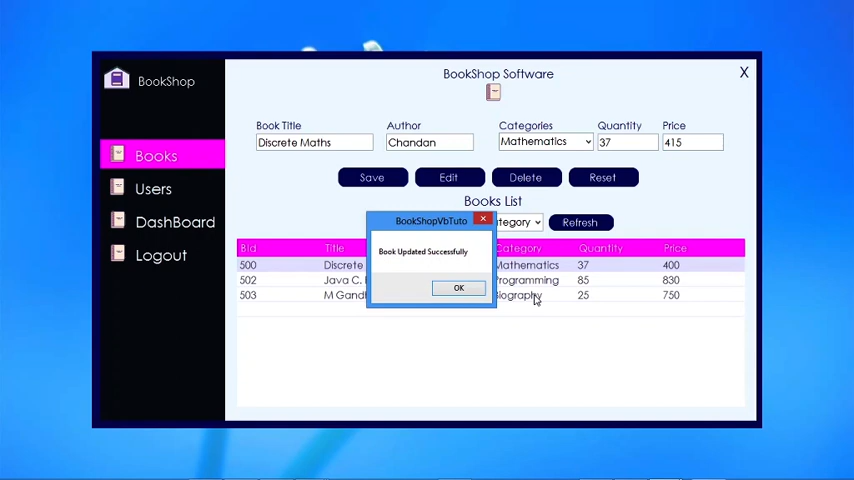 BookShop
Books
Users
DashBoard
Logout
BookShop Software
X
Book Title
Author
Categories
Quantity
Price
Discrete Maths
Chandan
Mathematics
37
415
Save
Edit
Delete
Reset
Books List
ategory
Refresh
BId Title Category Quantity Price
500 Discrete Mathematics 37 400
502 Java C. Programming 85 830
503 M Gandh Biography 25 750
BookShopVbTuto
Book Updated Successfully
OK